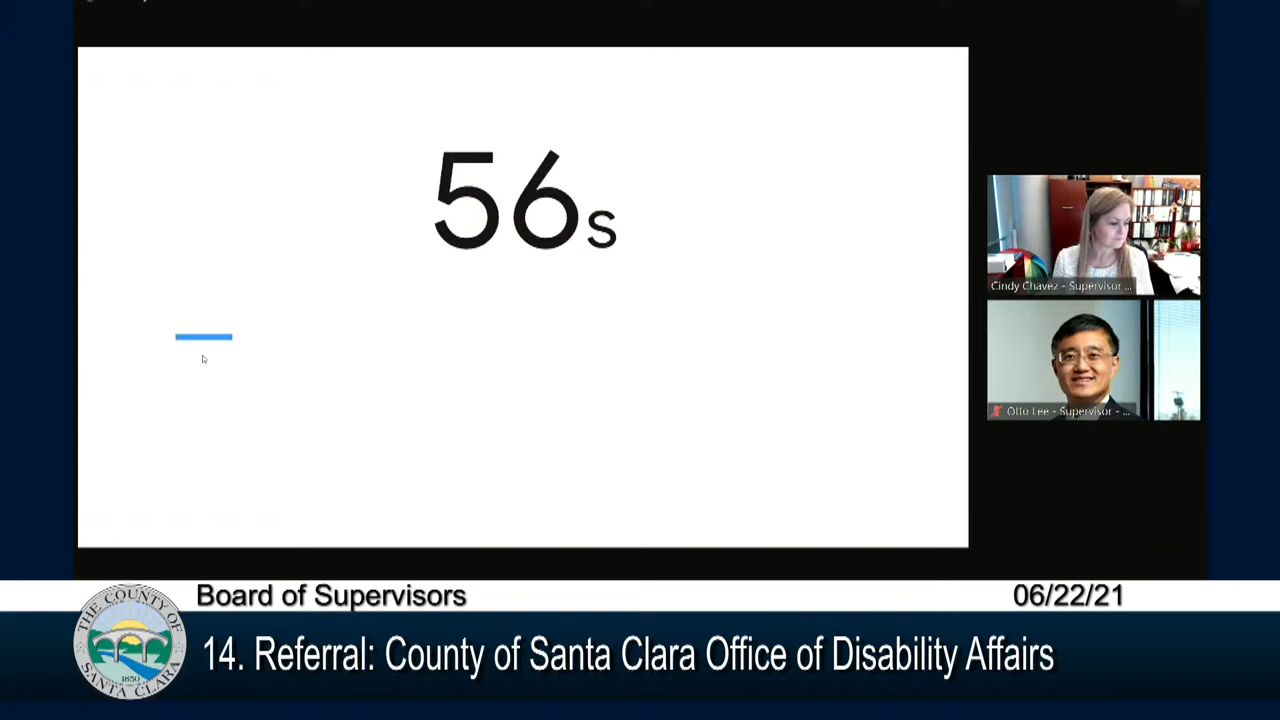 56s
Cindy Chavez - Supervisor ...
Otto Lee - Supervisor - ...
Board of Supervisors
06/22/21
THE COUNTY OF
SANTA CLARA
1850
14. Referral: County of Santa Clara Office of Disability Affairs